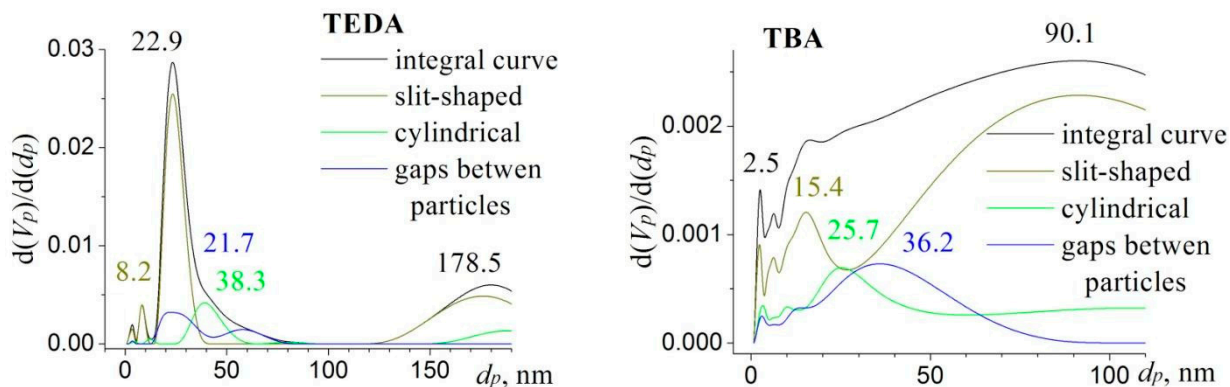 TEDA
0.03
0.02
0.01
0.00
d(Vp)/d(dp)
22.9
8.2
21.7
38.3
178.5
integral curve
slit-shaped
cylindrical
gaps betwen
particles
0 50 100 150
dp, nm
TBA
0.002
0.001
0.000
d(Vp)/d(dp)
90.1
2.5
15.4
25.7
36.2
integral curve
slit-shaped
cylindrical
gaps betwen
particles
0 50 100
dp, nm